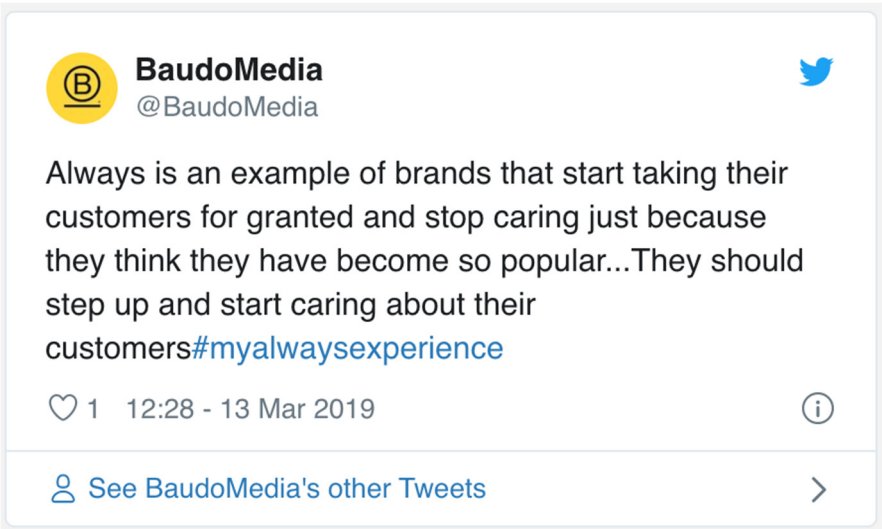 B
BaudoMedia
@BaudoMedia
Always is an example of brands that start taking their
customers for granted and stop caring just because
they think they have become so popular...They should
step up and start caring about their
customers#myalwaysexperience
1 12:28 - 13 Mar 2019
See BaudoMedia's other Tweets